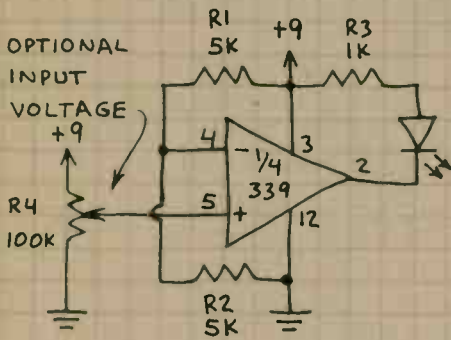 OPTIONAL
INPUT
VOLTAGE
+9
R1
5K
+9
R3
1K
4
- 1/4
3
339
2
5
+
12
R4
100K
R2
5K